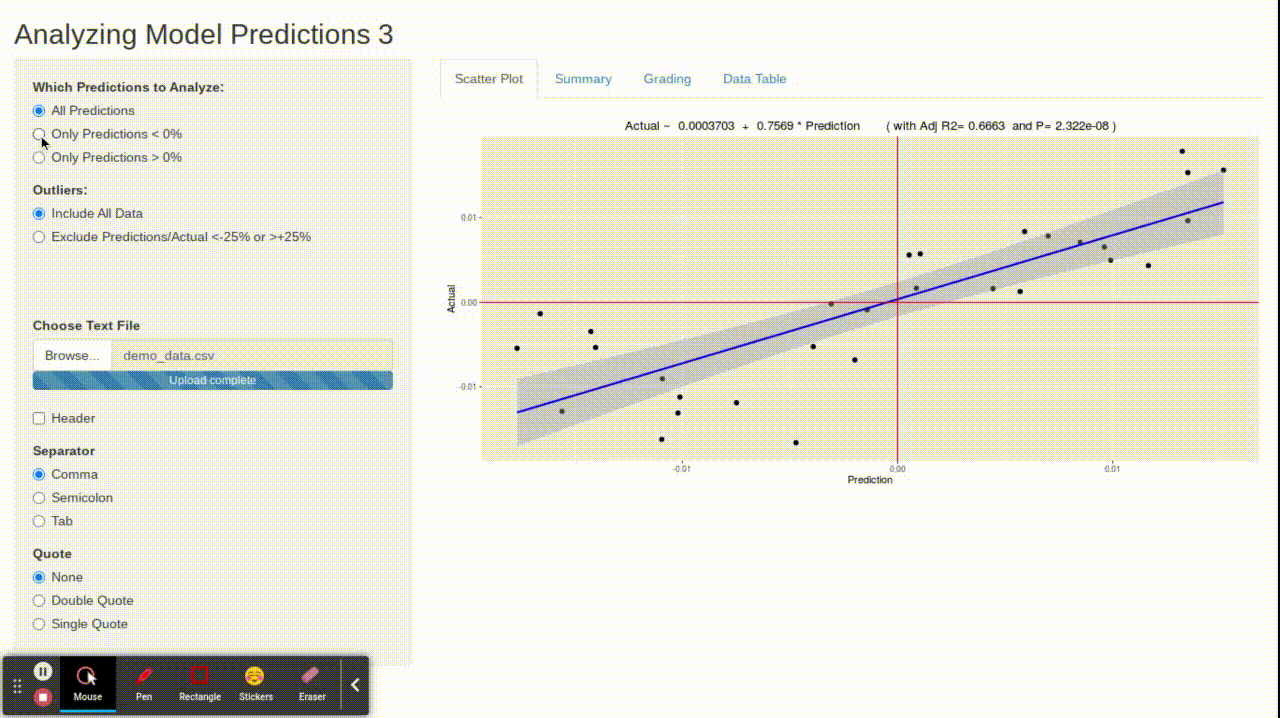 Analyzing Model Predictions 3
Which Predictions to Analyze:
All Predictions
Only Predictions < 0%
Only Predictions > 0%
Outliers:
Include All Data
Exclude Predictions/Actual <-25% or >+25%
Choose Text File
Browse... demo_data.csv
Upload complete
Header
Separator
Comma
Semicolon
Tab
Quote
None
Double Quote
Single Quote
Mouse Pen Rectangle Stickers Eraser
Scatter Plot Summary Grading Data Table
Actual ~ 0.0003703 + 0.7569 * Prediction ( with Adj R2= 0.6663 and P= 2.322e-08 )
Actual
0.01
0.00
-0.01
-0.01 0.00 0.01
Prediction